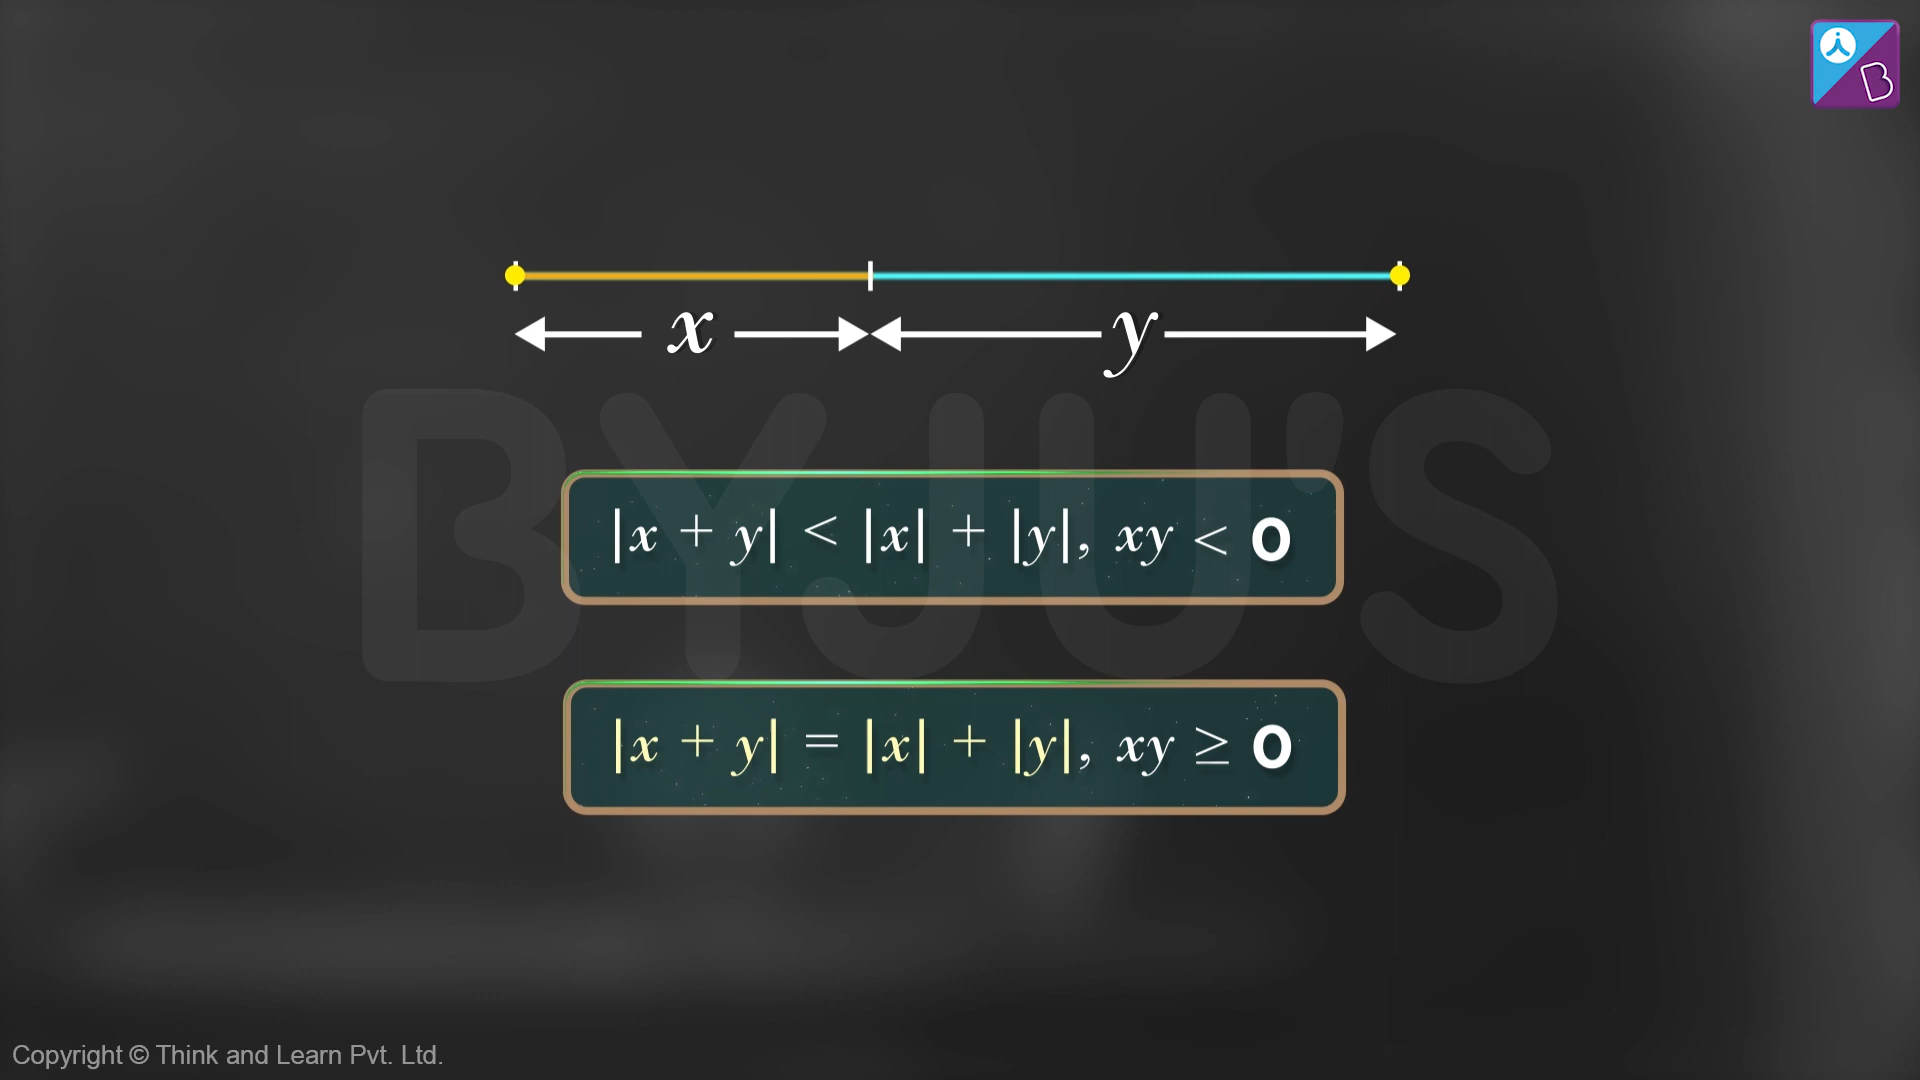 B
x y
BYJU'S
|x + y| < |x| + |y|, xy < 0
|x + y| = |x| + |y|, xy ≥ 0
Copyright © Think and Learn Pvt. Ltd.